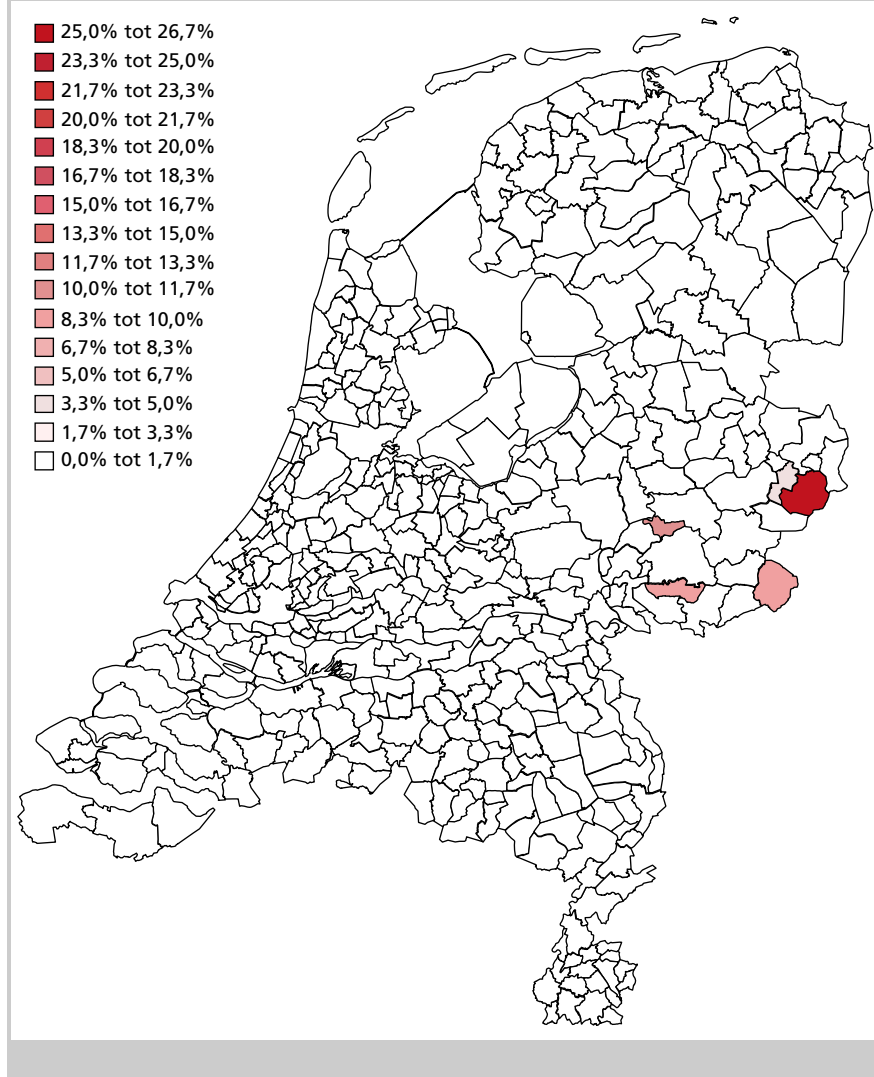 25,0% tot 26,7%
23,3% tot 25,0%
21,7% tot 23,3%
20,0% tot 21,7%
18,3% tot 20,0%
16,7% tot 18,3%
15,0% tot 16,7%
13,3% tot 15,0%
11,7% tot 13,3%
10,0% tot 11,7%
8,3% tot 10,0%
6,7% tot 8,3%
5,0% tot 6,7%
3,3% tot 5,0%
1,7% tot 3,3%
0,0% tot 1,7%